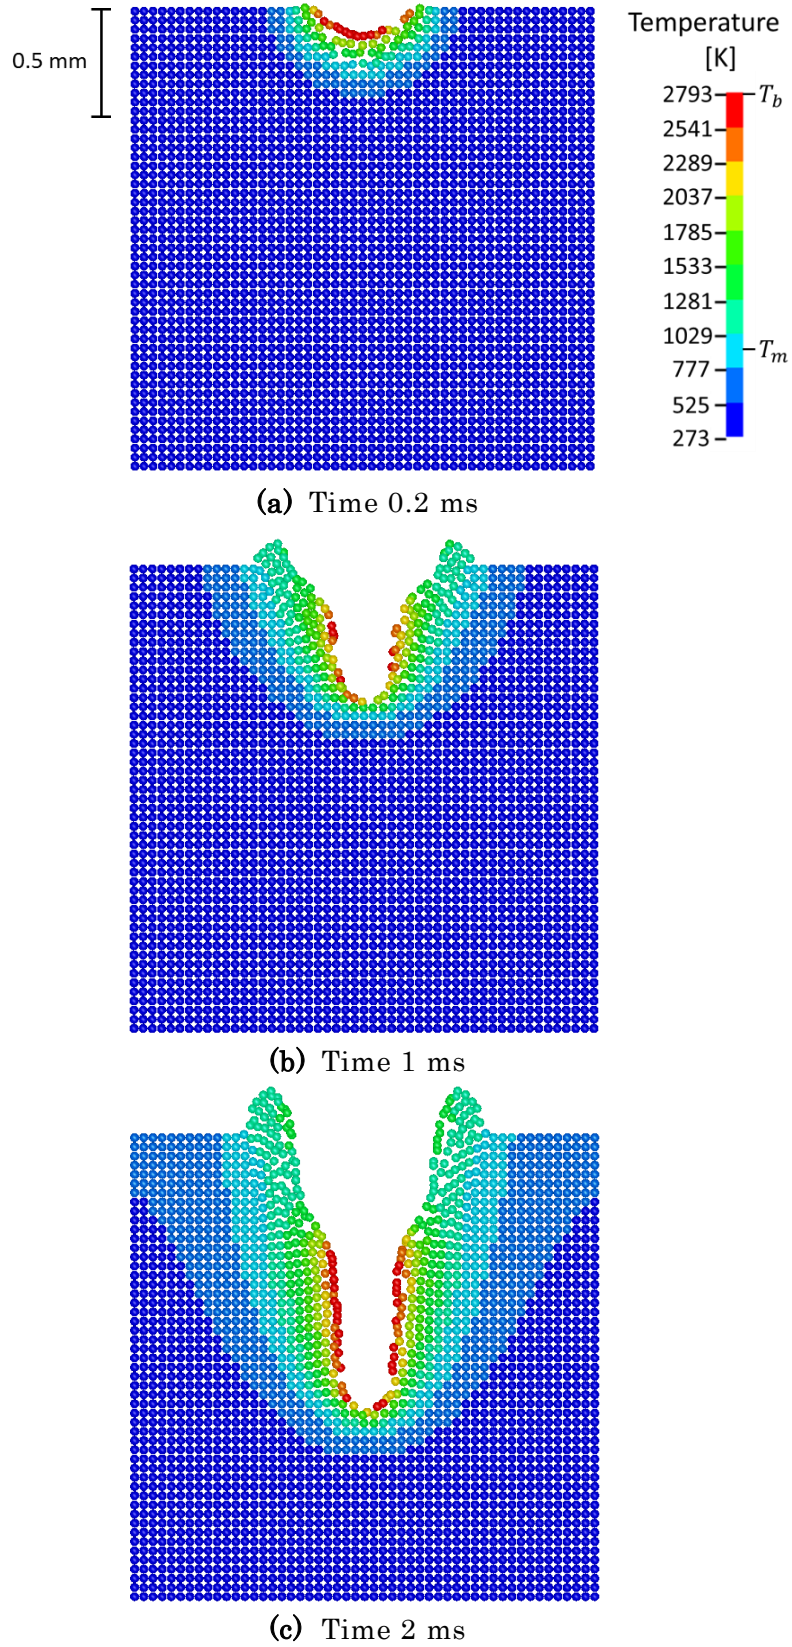 0.5 mm
Temperature
[K]
2793 T_b
2541
2289
2037
1785
1533
1281
1029
T_m
777
525
273
(a) Time 0.2 ms
(b) Time 1 ms
(c) Time 2 ms